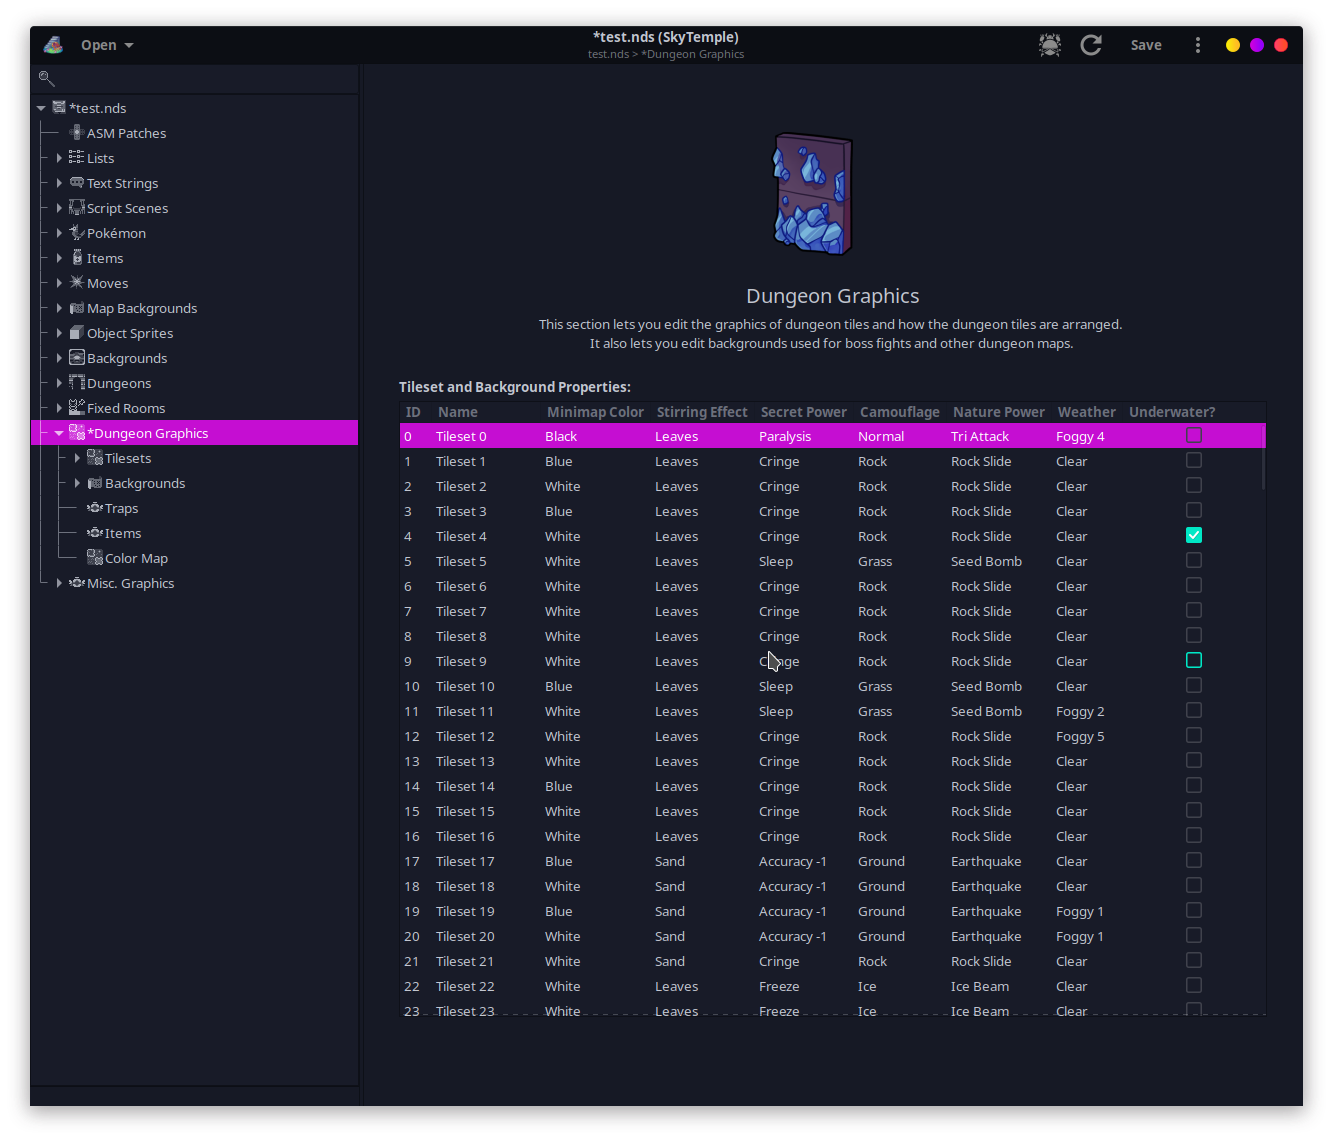 Open
*test.nds (SkyTemple)
test.nds > *Dungeon Graphics
Save
*test.nds
ASM Patches
Lists
Text Strings
Script Scenes
Pokémon
Items
Moves
Map Backgrounds
Object Sprites
Backgrounds
Dungeons
Fixed Rooms
*Dungeon Graphics
Tilesets
Backgrounds
Traps
Items
Color Map
Misc. Graphics
Dungeon Graphics
This section lets you edit the graphics of dungeon tiles and how the dungeon tiles are arranged.
It also lets you edit backgrounds used for boss fights and other dungeon maps.
Tileset and Background Properties:
ID Name Minimap Color Stirring Effect Secret Power Camouflage Nature Power Weather Underwater?
0 Tileset 0 Black Leaves Paralysis Normal Tri Attack Foggy 4
1 Tileset 1 Blue Leaves Cringe Rock Rock Slide Clear
2 Tileset 2 White Leaves Cringe Rock Rock Slide Clear
3 Tileset 3 Blue Leaves Cringe Rock Rock Slide Clear
4 Tileset 4 White Leaves Cringe Rock Rock Slide Clear
5 Tileset 5 White Leaves Sleep Grass Seed Bomb Clear
6 Tileset 6 White Leaves Cringe Rock Rock Slide Clear
7 Tileset 7 White Leaves Cringe Rock Rock Slide Clear
8 Tileset 8 White Leaves Cringe Rock Rock Slide Clear
9 Tileset 9 White Leaves Cringe Rock Rock Slide Clear
10 Tileset 10 Blue Leaves Sleep Grass Seed Bomb Clear
11 Tileset 11 White Leaves Sleep Grass Seed Bomb Foggy 2
12 Tileset 12 White Leaves Cringe Rock Rock Slide Foggy 5
13 Tileset 13 White Leaves Cringe Rock Rock Slide Clear
14 Tileset 14 Blue Leaves Cringe Rock Rock Slide Clear
15 Tileset 15 White Leaves Cringe Rock Rock Slide Clear
16 Tileset 16 White Leaves Cringe Rock Rock Slide Clear
17 Tileset 17 Blue Sand Accuracy -1 Ground Earthquake Clear
18 Tileset 18 White Sand Accuracy -1 Ground Earthquake Clear
19 Tileset 19 Blue Sand Accuracy -1 Ground Earthquake Foggy 1
20 Tileset 20 White Sand Accuracy -1 Ground Earthquake Foggy 1
21 Tileset 21 White Sand Cringe Rock Rock Slide Clear
22 Tileset 22 White Leaves Freeze Ice Ice Beam Clear
23 Tileset 23 White Leaves Freeze Ice Ice Beam Clear